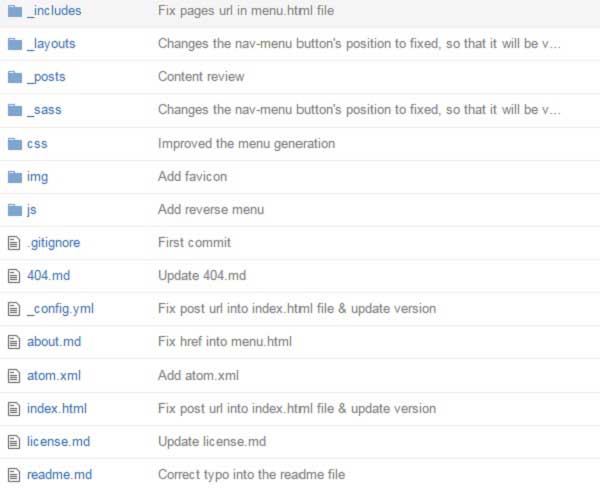 _includes Fix pages url in menu.html file
_layouts Changes the nav-menu button's position to fixed, so that it will be v...
_posts Content review
_sass Changes the nav-menu button's position to fixed, so that it will be v...
css Improved the menu generation
img Add favicon
js Add reverse menu
.gitignore First commit
404.md Update 404.md
_config.yml Fix post url into index.html file & update version
about.md Fix href into menu.html
atom.xml Add atom.xml
index.html Fix post url into index.html file & update version
license.md Update license.md
readme.md Correct typo into the readme file